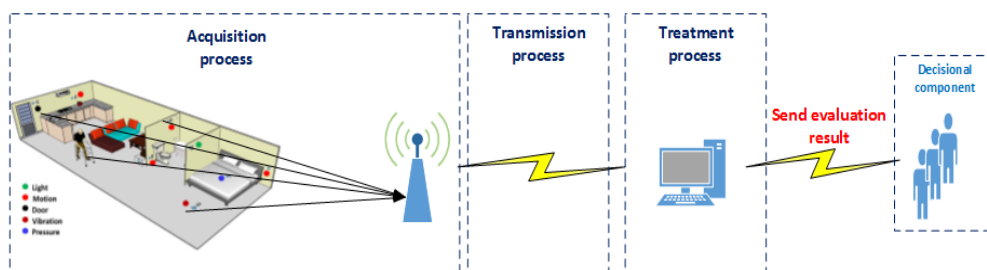 Acquisition
process
Transmission
process
Treatment
process
Decisional
component
Send evaluation
result
Light
Motion
Door
Vibration
Pressure